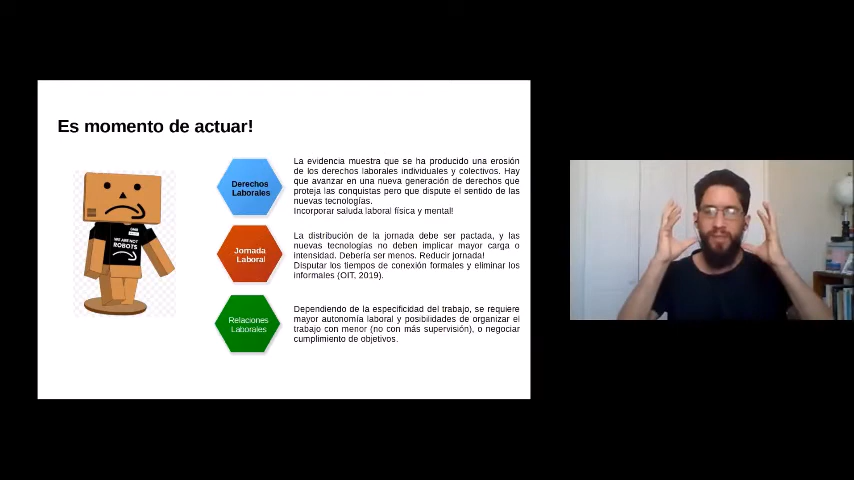 Es momento de actuar!
Derechos
Laborales
La evidencia muestra que se ha producido una erosión
de los derechos laborales individuales y colectivos. Hay
que avanzar en una nueva generación de derechos que
proteja las conquistas pero que dispute el sentido de las
nuevas tecnologías.
Incorporar saluda laboral física y mental!
Jornada
Laboral
La distribución de la jornada debe ser pactada, y las
nuevas tecnologías no deben implicar mayor carga o
intensidad. Debería ser menos. Reducir jornada!
Disputar los tiempos de conexión formales y eliminar los
informales (OIT, 2019).
Relaciones
Laborales
Dependiendo de la especificidad del trabajo, se requiere
mayor autonomía laboral y posibilidades de organizar el
trabajo con menor (no con más supervisión), o negociar
cumplimiento de objetivos.
WE ARE NOT
ROBOTS